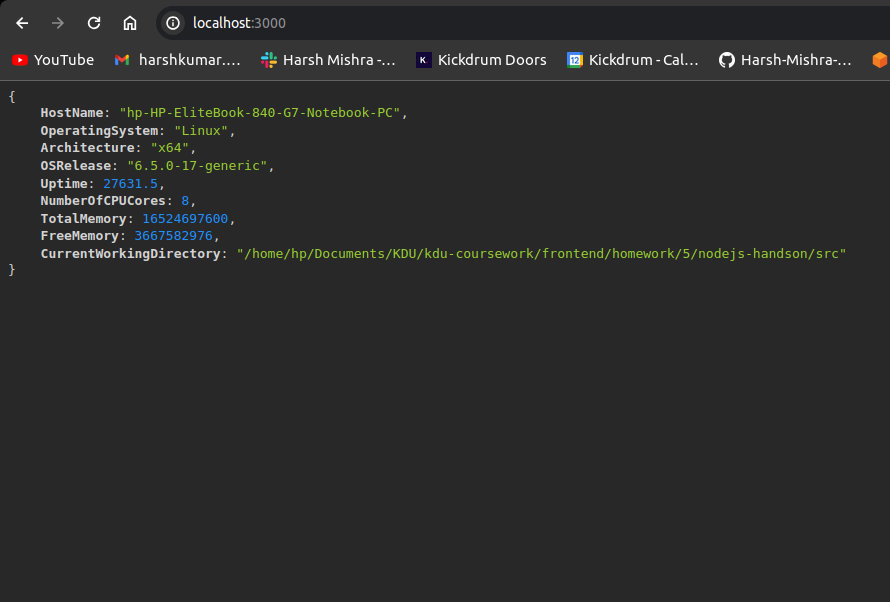 localhost:3000
YouTube harshkumar.... Harsh Mishra -... K Kickdrum Doors 12 Kickdrum - Cal... Harsh-Mishra-...
{
HostName: "hp-HP-EliteBook-840-G7-Notebook-PC",
OperatingSystem: "Linux",
Architecture: "x64",
OSRelease: "6.5.0-17-generic",
Uptime: 27631.5,
NumberOfCPUCores: 8,
TotalMemory: 16524697600,
FreeMemory: 3667582976,
CurrentWorkingDirectory: "/home/hp/Documents/KDU/kdu-coursework/frontend/homework/5/nodejs-handson/src"
}